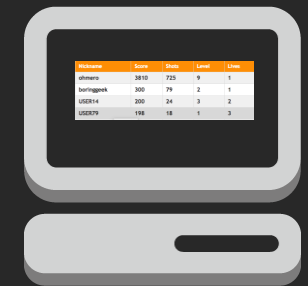 Nickname Score Shots Level Lives
ohmero 3810 725 9 1
boringgeek 300 79 2 1
USER14 200 24 3 2
USER79 198 18 1 3